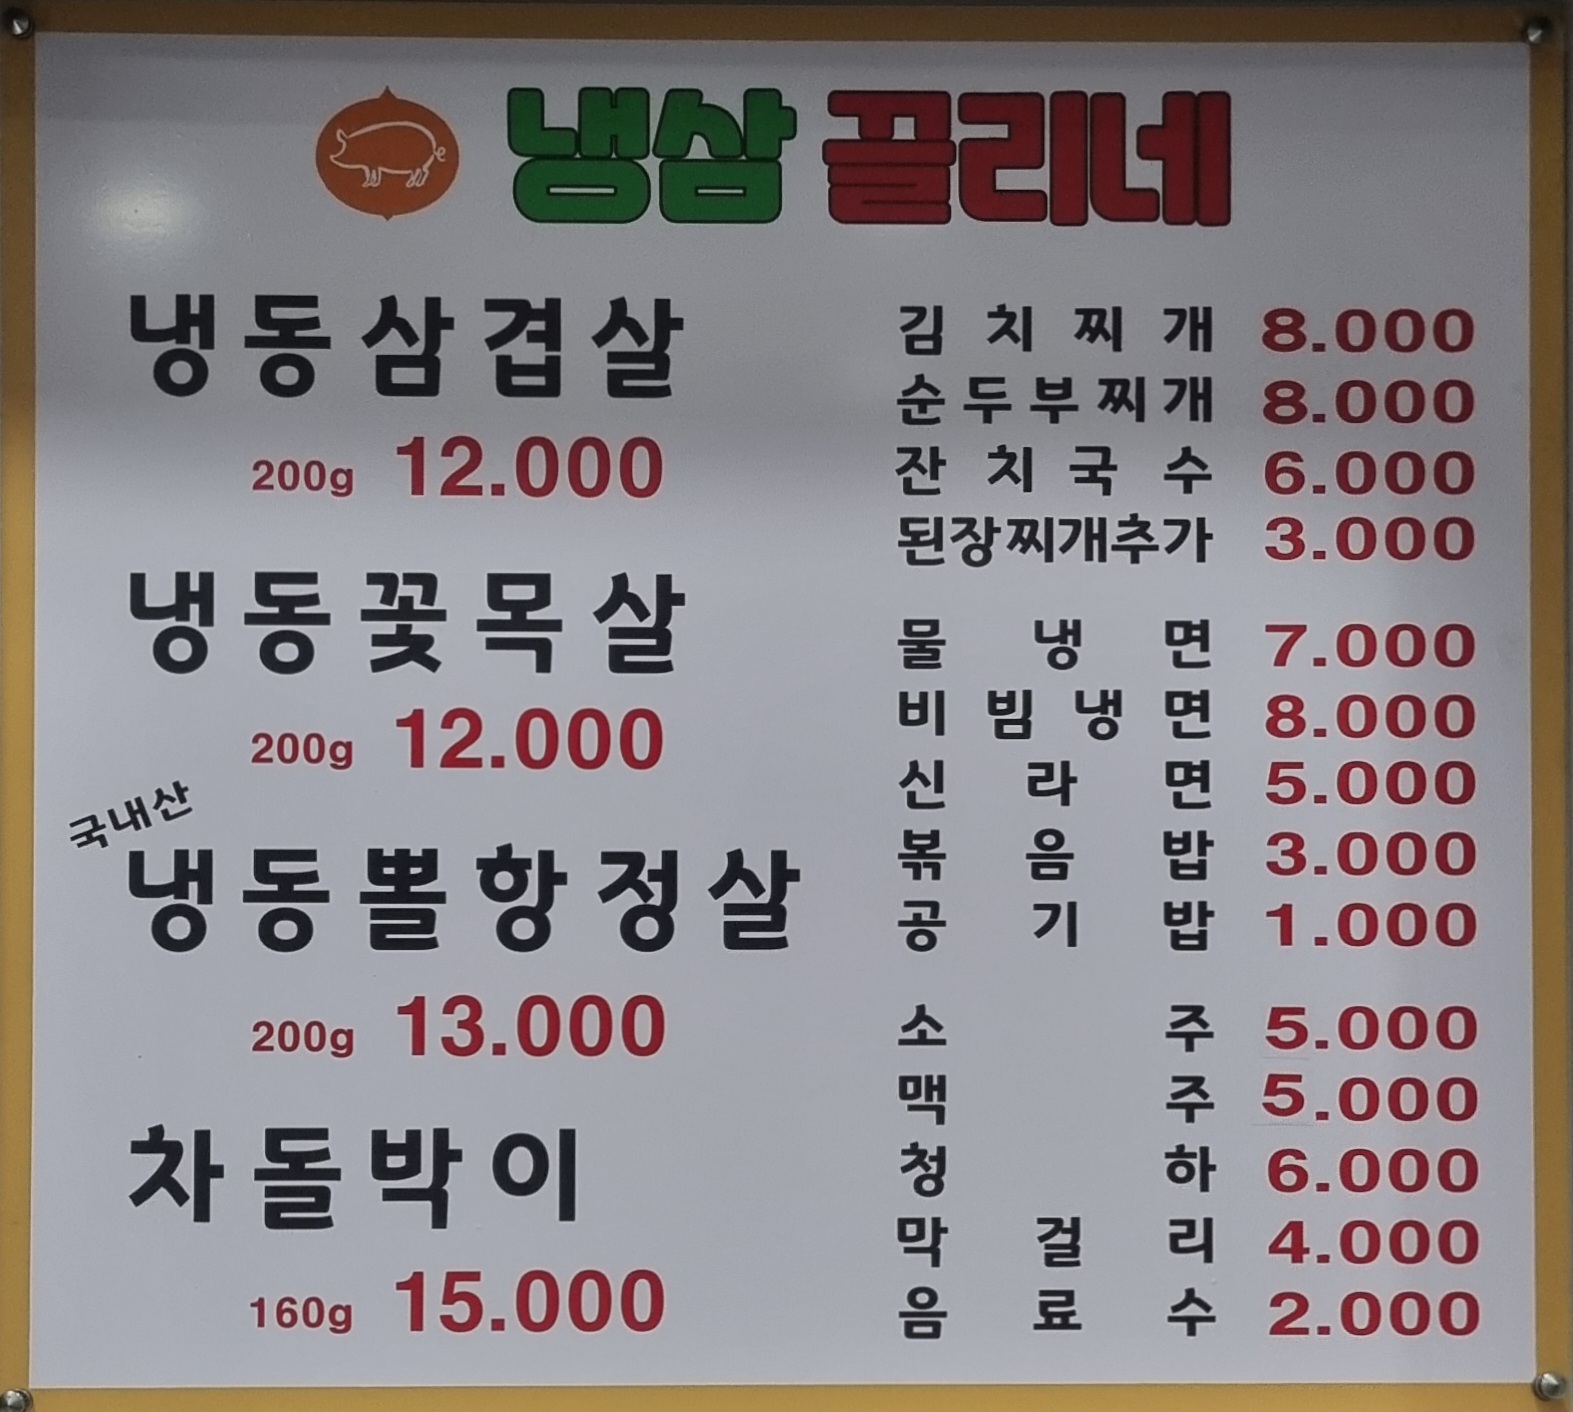 냉삼 끌리네
냉동삼겹살
200g 12.000
냉동꽃목살
200g 12.000
국내산
냉동뽈항정살
200g 13.000
차돌박이
160g 15.000
김치찌개 8.000
순두부찌개 8.000
잔치국수 6.000
된장찌개추가 3.000
물냉면 7.000
비빔냉면 8.000
신라면 5.000
볶음밥 3.000
공기밥 1.000
소주 5.000
맥주 5.000
청하 6.000
막걸리 4.000
음료수 2.000